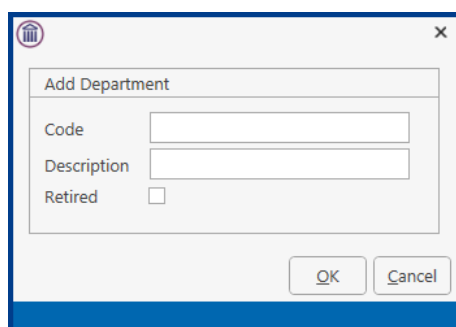 Add Department
Code
Description
Retired
OK Cancel